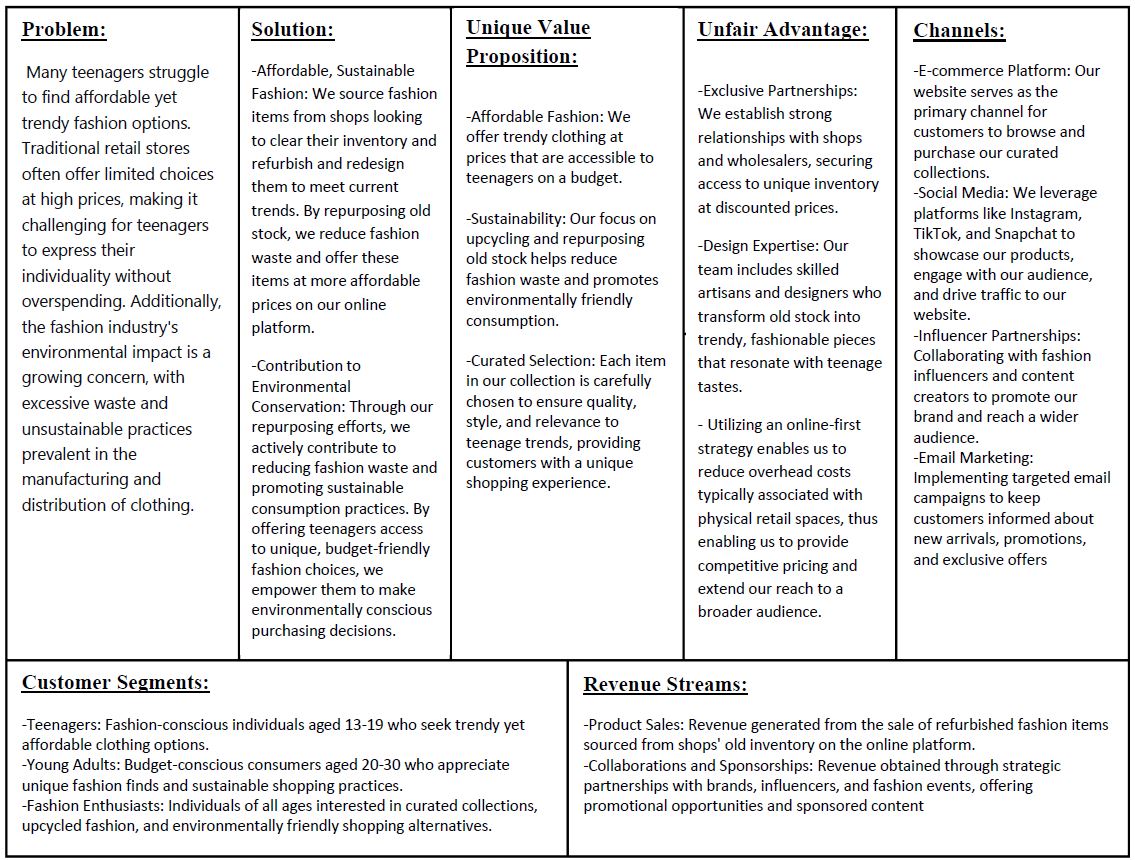 Problem:
Many teenagers struggle
to find affordable yet
trendy fashion options.
Traditional retail stores
often offer limited choices
at high prices, making it
challenging for teenagers
to express their
individuality without
overspending. Additionally,
the fashion industry's
environmental impact is a
growing concern, with
excessive waste and
unsustainable practices
prevalent in the
manufacturing and
distribution of clothing.
Solution:
-Affordable, Sustainable
Fashion: We source fashion
items from shops looking
to clear their inventory and
refurbish and redesign
them to meet current
trends. By repurposing old
stock, we reduce fashion
waste and offer these
items at more affordable
prices on our online
platform.
-Contribution to
Environmental
Conservation: Through our
repurposing efforts, we
actively contribute to
reducing fashion waste and
promoting sustainable
consumption practices. By
offering teenagers access
to unique, budget-friendly
fashion choices, we
empower them to make
environmentally conscious
purchasing decisions.
Unique Value
Proposition:
-Affordable Fashion: We
offer trendy clothing at
prices that are accessible to
teenagers on a budget.
-Sustainability: Our focus on
upcycling and repurposing
old stock helps reduce
fashion waste and promotes
environmentally friendly
consumption.
-Curated Selection: Each item
in our collection is carefully
chosen to ensure quality,
style, and relevance to
teenage trends, providing
customers with a unique
shopping experience.
Unfair Advantage:
-Exclusive Partnerships:
We establish strong
relationships with shops
and wholesalers, securing
access to unique inventory
at discounted prices.
-Design Expertise: Our
team includes skilled
artisans and designers who
transform old stock into
trendy, fashionable pieces
that resonate with teenage
tastes.
- Utilizing an online-first
strategy enables us to
reduce overhead costs
typically associated with
physical retail spaces, thus
enabling us to provide
competitive pricing and
extend our reach to a
broader audience.
Channels:
-E-commerce Platform: Our
website serves as the
primary channel for
customers to browse and
purchase our curated
collections.
-Social Media: We leverage
platforms like Instagram,
TikTok, and Snapchat to
showcase our products,
engage with our audience,
and drive traffic to our
website.
-Influencer Partnerships:
Collaborating with fashion
influencers and content
creators to promote our
brand and reach a wider
audience.
-Email Marketing:
Implementing targeted email
campaigns to keep
customers informed about
new arrivals, promotions,
and exclusive offers
Customer Segments:
-Teenagers: Fashion-conscious individuals aged 13-19 who seek trendy yet
affordable clothing options.
-Young Adults: Budget-conscious consumers aged 20-30 who appreciate
unique fashion finds and sustainable shopping practices.
-Fashion Enthusiasts: Individuals of all ages interested in curated collections,
upcycled fashion, and environmentally friendly shopping alternatives.
Revenue Streams:
-Product Sales: Revenue generated from the sale of refurbished fashion items
sourced from shops' old inventory on the online platform.
-Collaborations and Sponsorships: Revenue obtained through strategic
partnerships with brands, influencers, and fashion events, offering
promotional opportunities and sponsored content